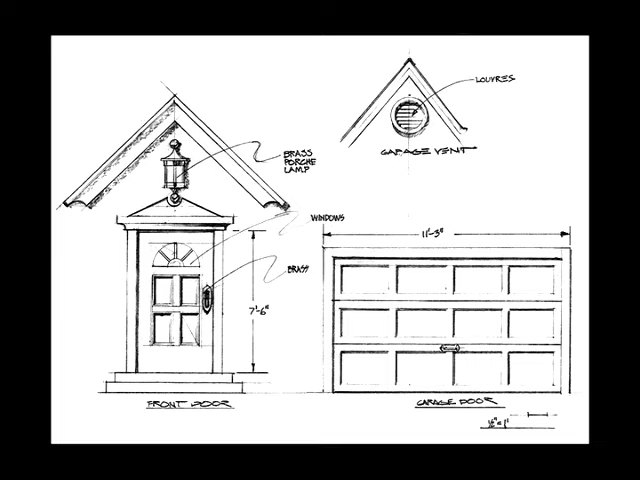 LOUVRES
GARAGE VENT
BRASS
PORCHE
LAMP
WINDOWS
11'-3"
BRASS
7'-6"
FRONT DOOR
GARAGE DOOR